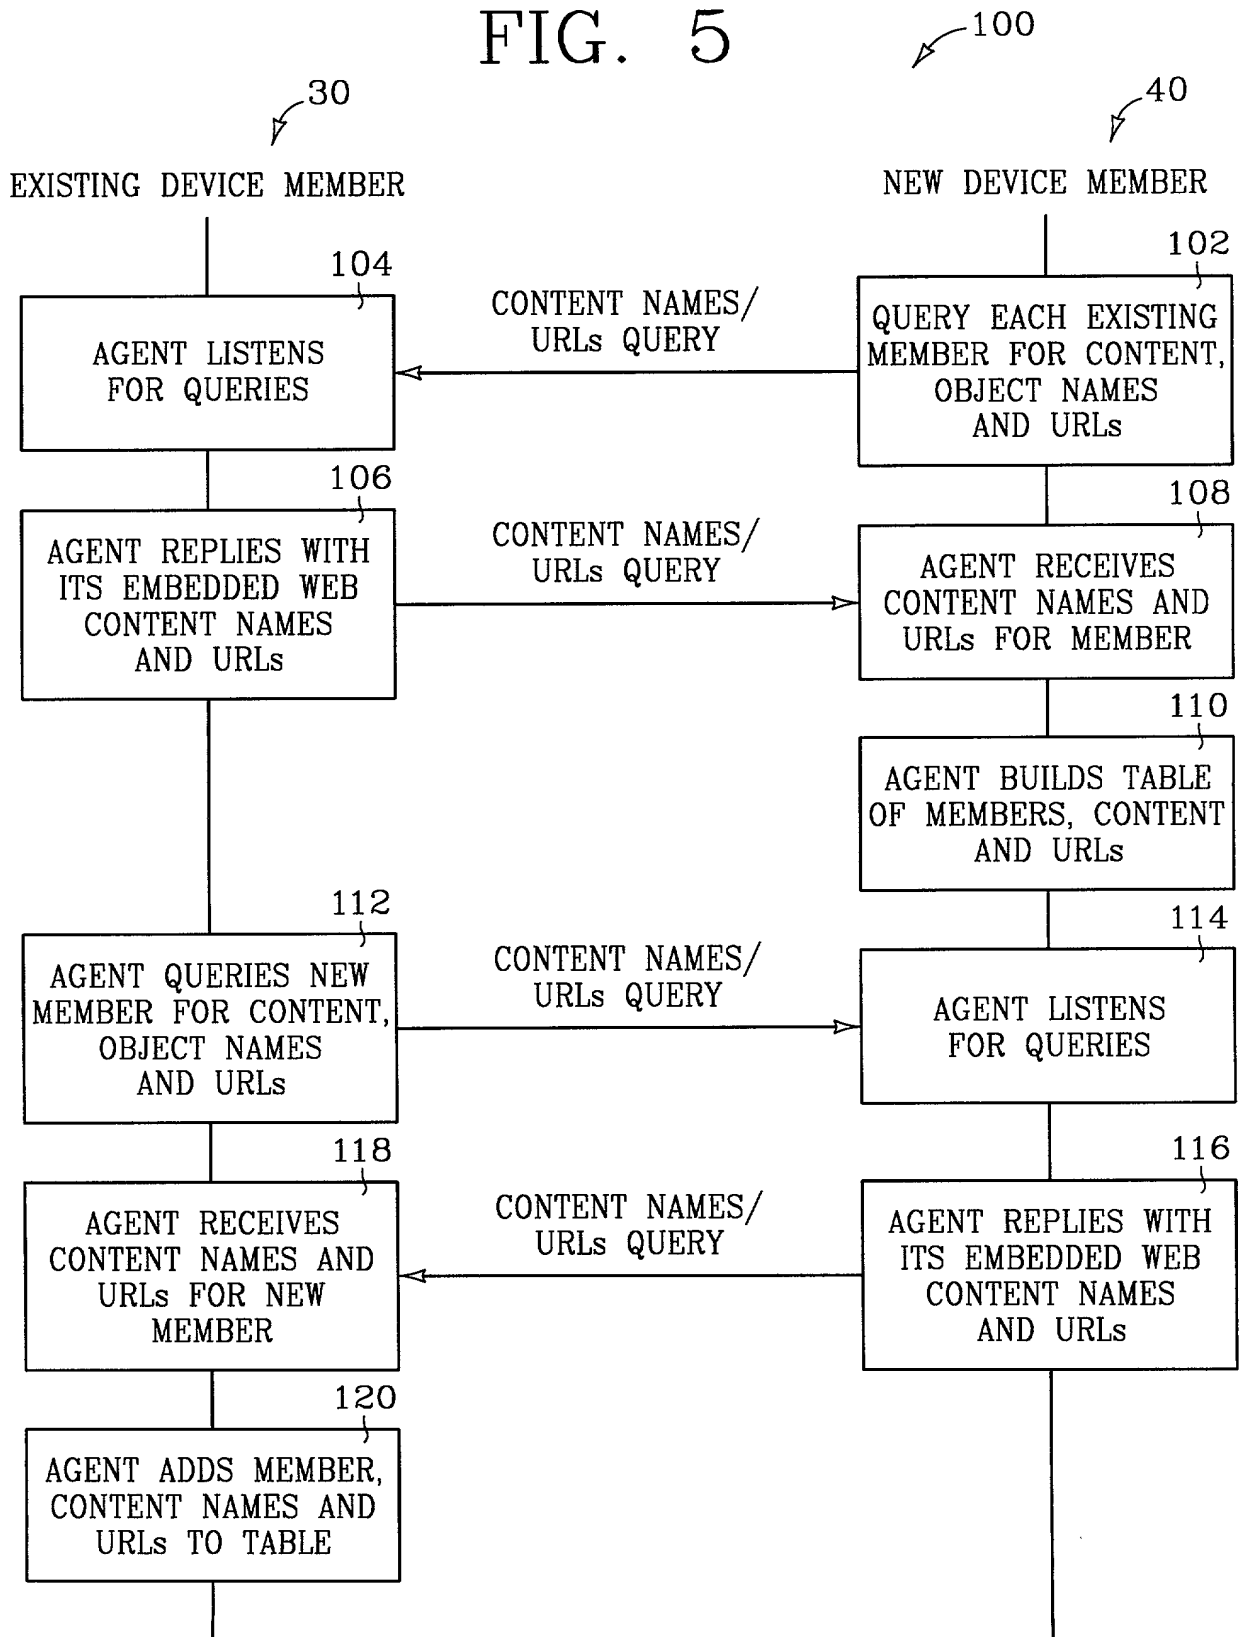 FIG. 5
100
30
40
EXISTING DEVICE MEMBER
NEW DEVICE MEMBER
104
AGENT LISTENS
FOR QUERIES
CONTENT NAMES/
URLs QUERY
102
QUERY EACH EXISTING
MEMBER FOR CONTENT,
OBJECT NAMES
AND URLs
106
AGENT REPLIES WITH
ITS EMBEDDED WEB
CONTENT NAMES
AND URLs
CONTENT NAMES/
URLs QUERY
108
AGENT RECEIVES
CONTENT NAMES AND
URLs FOR MEMBER
110
AGENT BUILDS TABLE
OF MEMBERS, CONTENT
AND URLs
112
AGENT QUERIES NEW
MEMBER FOR CONTENT,
OBJECT NAMES
AND URLs
CONTENT NAMES/
URLs QUERY
114
AGENT LISTENS
FOR QUERIES
118
AGENT RECEIVES
CONTENT NAMES AND
URLs FOR NEW
MEMBER
CONTENT NAMES/
URLs QUERY
116
AGENT REPLIES WITH
ITS EMBEDDED WEB
CONTENT NAMES
AND URLs
120
AGENT ADDS MEMBER,
CONTENT NAMES AND
URLs TO TABLE